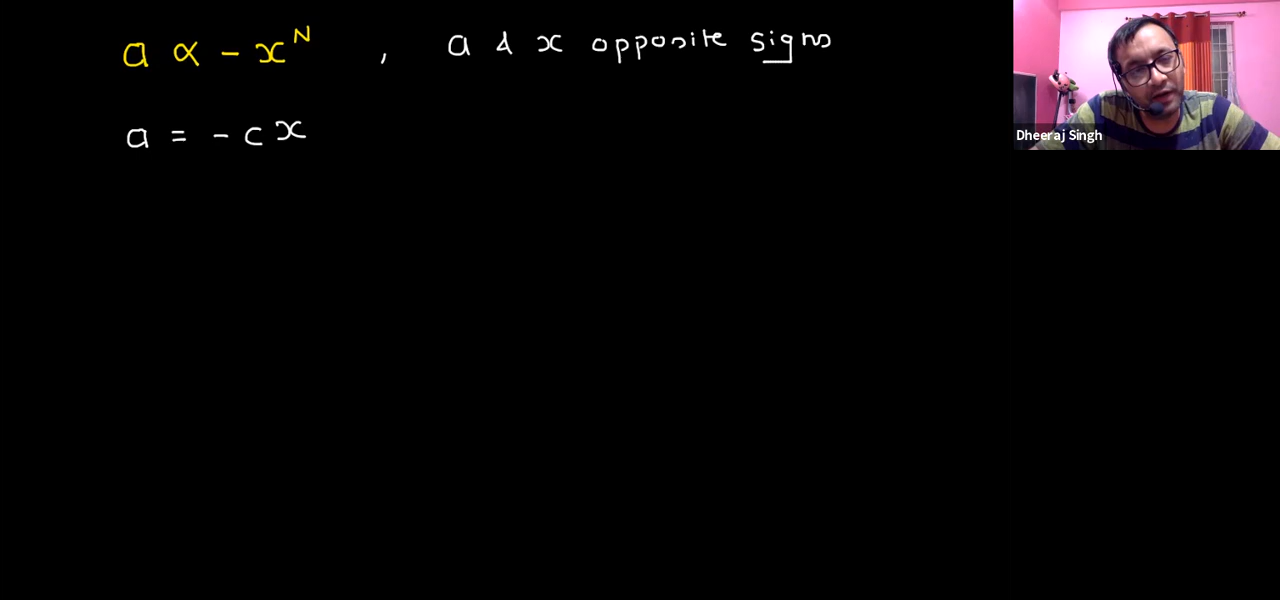 a ∝ - x^N , a & x opposite signs
a = - c x
Dheeraj Singh